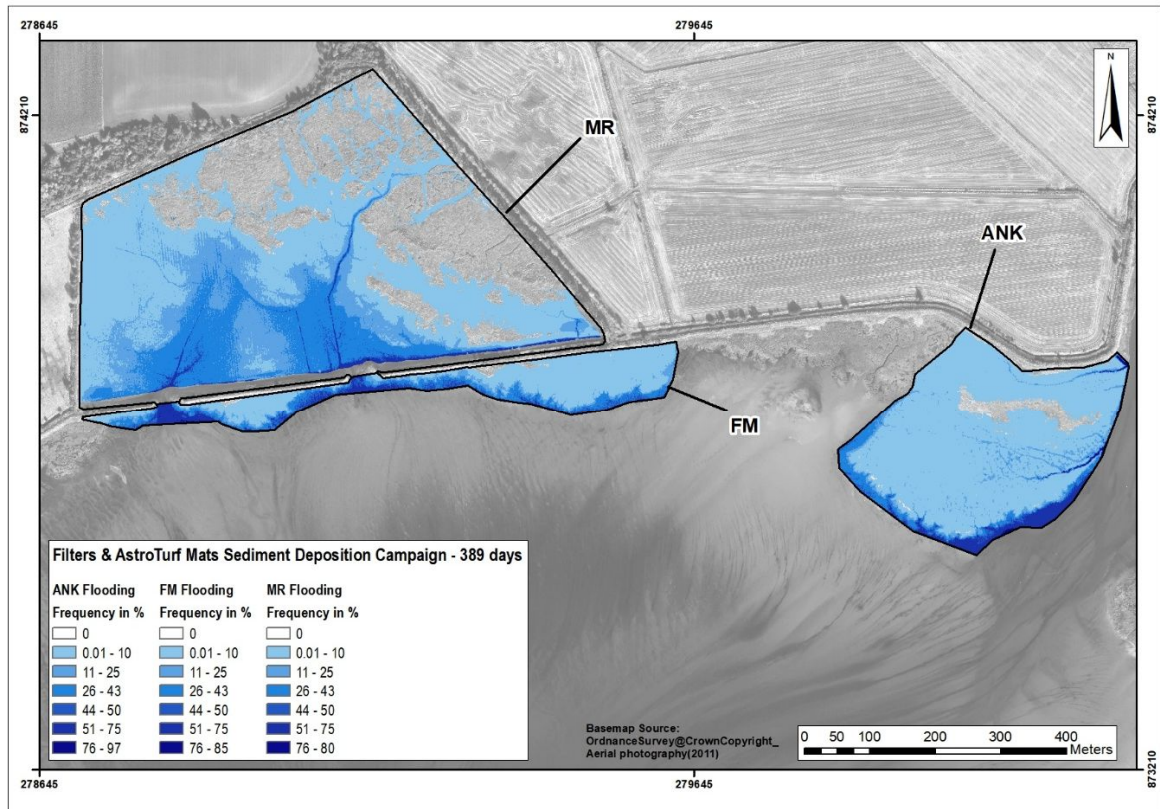 278645
279645
874210
874210
N
MR
ANK
FM
Filters & AstroTurf Mats Sediment Deposition Campaign - 389 days
ANK Flooding FM Flooding MR Flooding
Frequency in % Frequency in % Frequency in %
0 0 0
0.01 - 10 0.01 - 10 0.01 - 10
11 - 25 11 - 25 11 - 25
26 - 43 26 - 43 26 - 43
44 - 50 44 - 50 44 - 50
51 - 75 51 - 75 51 - 75
76 - 97 76 - 85 76 - 80
Basemap Source:
OrdnanceSurvey@CrownCopyright_
Aerial photography(2011)
0 50 100 200 300 400
Meters
873210
278645
279645